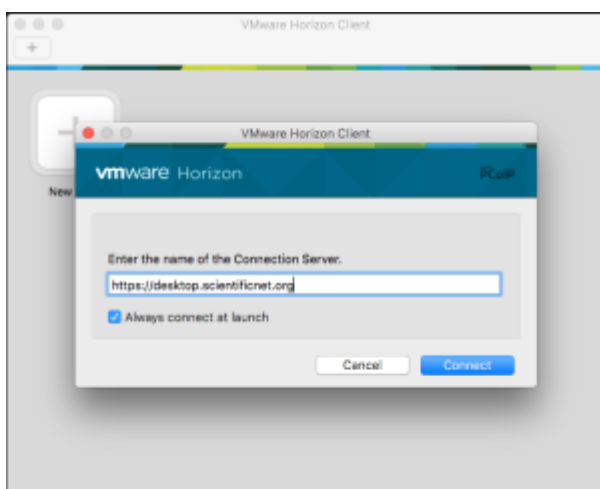 VMware Horizon Client
+
New
VMware Horizon Client
vmware Horizon
PCoIP
Enter the name of the Connection Server.
https://desktop.scientificnet.org
Always connect at launch
Cancel
Connect